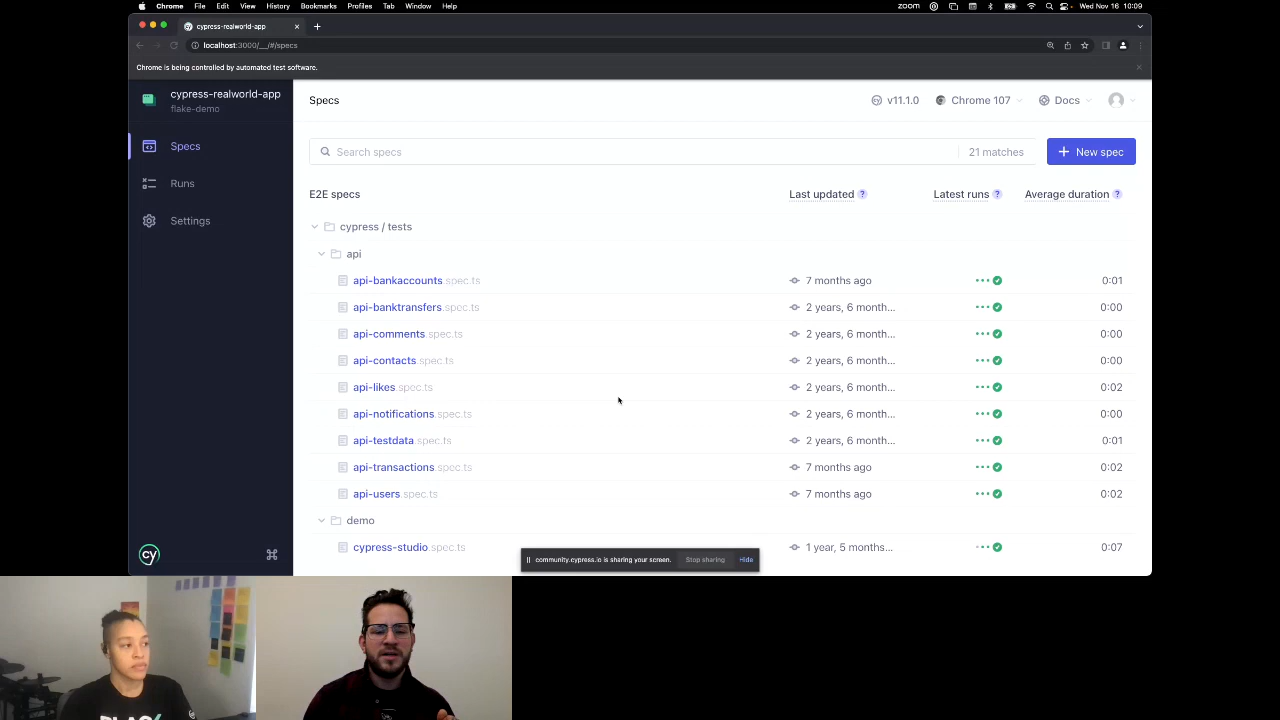 Chrome File Edit View History Bookmarks Profiles Tab Window Help zoom Wed Nov 16 10:09
cypress-realworld-app
localhost:3000/__/#/specs
Chrome is being controlled by automated test software.
cypress-realworld-app
flake-demo
Specs
Runs
Settings
cy
Specs v11.1.0 Chrome 107 Docs
Search specs 21 matches New spec
E2E specs Last updated ? Latest runs ? Average duration ?
cypress / tests
api
api-bankaccounts.spec.ts 7 months ago 0:01
api-banktransfers.spec.ts 2 years, 6 month... 0:00
api-comments.spec.ts 2 years, 6 month... 0:00
api-contacts.spec.ts 2 years, 6 month... 0:00
api-likes.spec.ts 2 years, 6 month... 0:02
api-notifications.spec.ts 2 years, 6 month... 0:00
api-testdata.spec.ts 2 years, 6 month... 0:01
api-transactions.spec.ts 7 months ago 0:02
api-users.spec.ts 7 months ago 0:02
demo
cypress-studio.spec.ts 1 year, 5 months... 0:07
community.cypress.io is sharing your screen. Stop sharing Hide